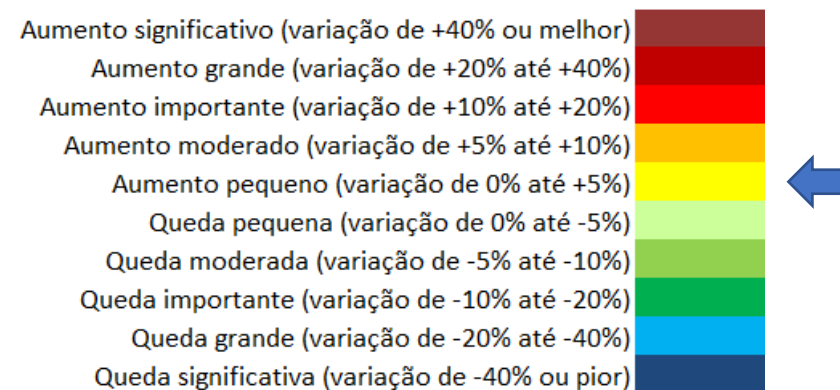 Aumento significativo (variação de +40% ou melhor)
Aumento grande (variação de +20% até +40%)
Aumento importante (variação de +10% até +20%)
Aumento moderado (variação de +5% até +10%)
Aumento pequeno (variação de 0% até +5%)
Queda pequena (variação de 0% até -5%)
Queda moderada (variação de -5% até -10%)
Queda importante (variação de -10% até -20%)
Queda grande (variação de -20% até -40%)
Queda significativa (variação de -40% ou pior)